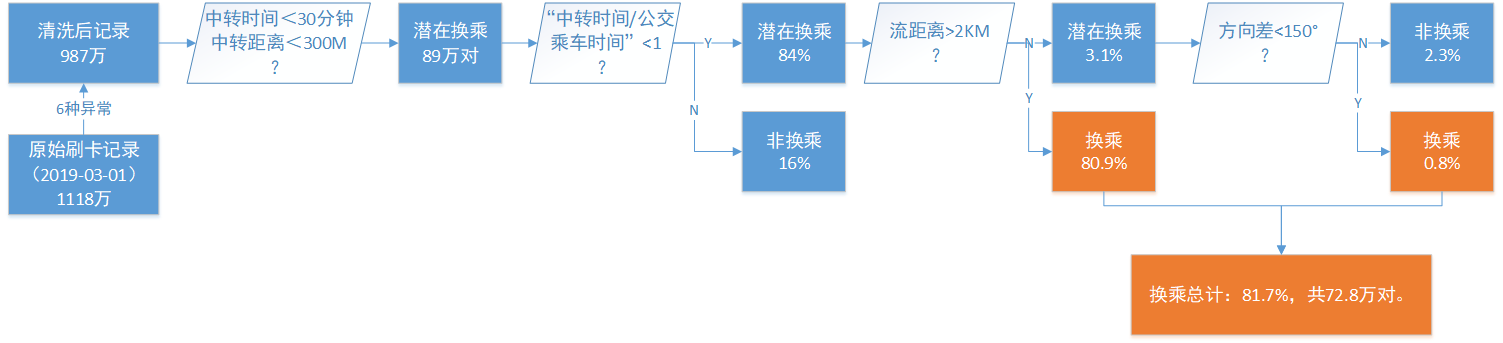 清洗后记录
987万
6种异常
原始刷卡记录
（2019-03-01）
1118万
中转时间＜30分钟
中转距离＜300M
？
潜在换乘
89万对
“中转时间/公交
乘车时间”<1
？
Y
N
潜在换乘
84%
非换乘
16%
流距离>2KM
？
N
Y
潜在换乘
3.1%
换乘
80.9%
方向差<150°
？
N
Y
非换乘
2.3%
换乘
0.8%
换乘总计：81.7%，共72.8万对。